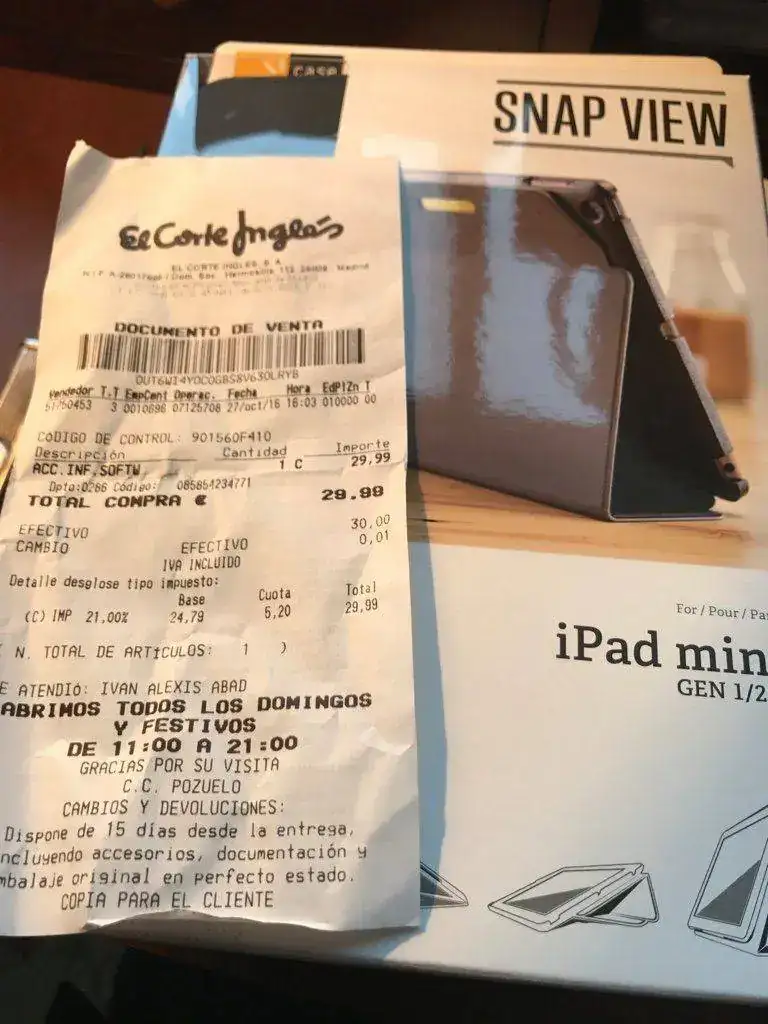 case
SNAP VIEW
El Corte Inglés
EL CORTE INGLES, S.A.
DOCUMENTO DE VENTA
Vendedor T.T EmpCent Operac. Fecha Hora EdPlZn T
51750453 3 0010696 07125708 27/oct/16 16:03 010000 00
CóDIGO DE CONTROL: 901560F410
Descripción Cantidad Importe
ACC.INF.SOFTW. 1 C 29,99
Dpto:0286 Código: 085854234771
TOTAL COMPRA € 29.99
EFECTIVO 30,00
CAMBIO EFECTIVO 0,01
IVA INCLUIDO
Detalle desglose tipo impuesto:
Base Cuota Total
(C) IMP 21,00% 24,79 5,20 29,99
N. TOTAL DE ARTíCULOS: 1 )
E ATENDIó: IVAN ALEXIS ABAD
ABRIMOS TODOS LOS DOMINGOS
Y FESTIVOS
DE 11:00 A 21:00
GRACIAS POR SU VISITA
C.C. POZUELO
CAMBIOS Y DEVOLUCIONES:
Dispone de 15 días desde la entrega,
ncluyendo accesorios, documentación y
mbalaje original en perfecto estado.
COPIA PARA EL CLIENTE
For / Pour / Pa
iPad min
GEN 1/2